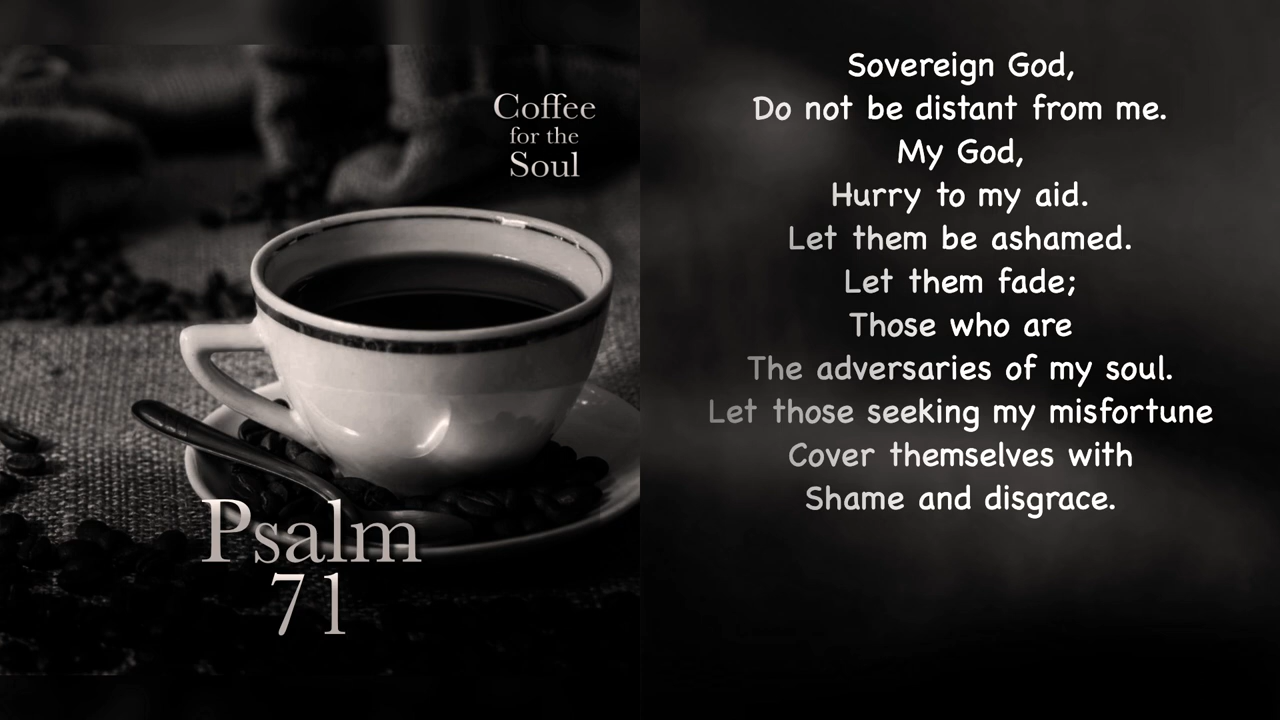 Coffee
for the
Soul
Psalm
71
Sovereign God,
Do not be distant from me.
My God,
Hurry to my aid.
Let them be ashamed.
Let them fade;
Those who are
The adversaries of my soul.
Let those seeking my misfortune
Cover themselves with
Shame and disgrace.